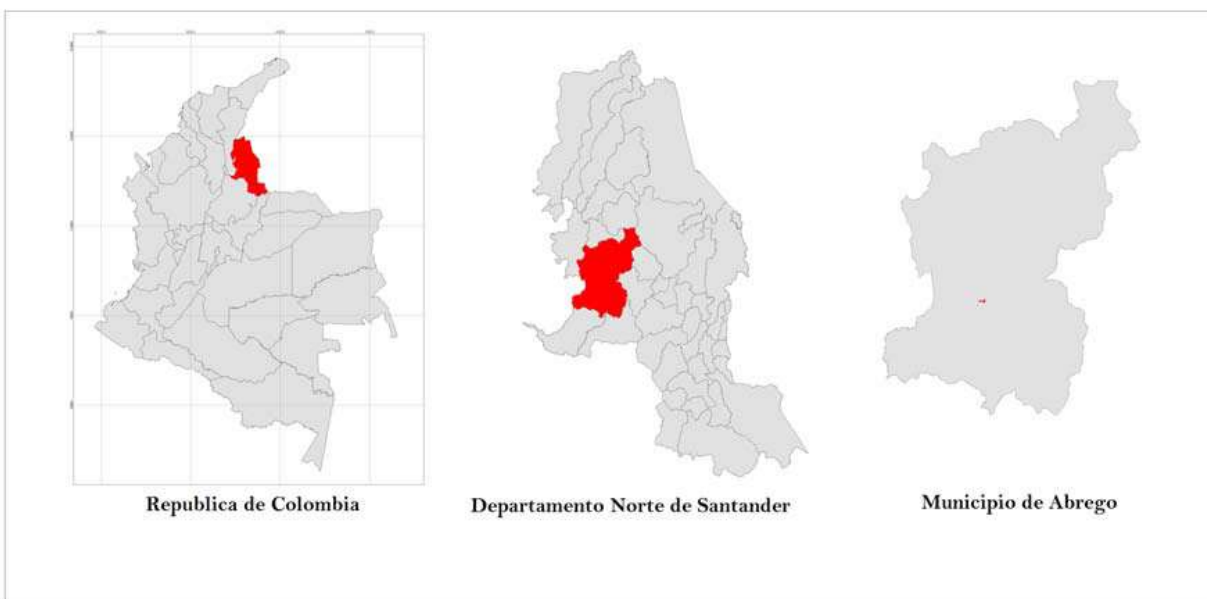 Republica de Colombia
Departamento Norte de Santander
Municipio de Abrego